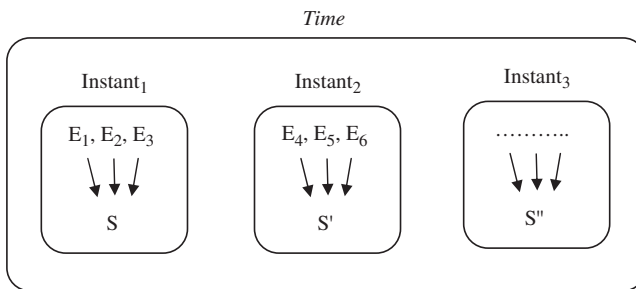 Time
Instant₁ Instant₂ Instant₃
E₁, E₂, E₃ E₄, E₅, E₆ ...........
S S' S"